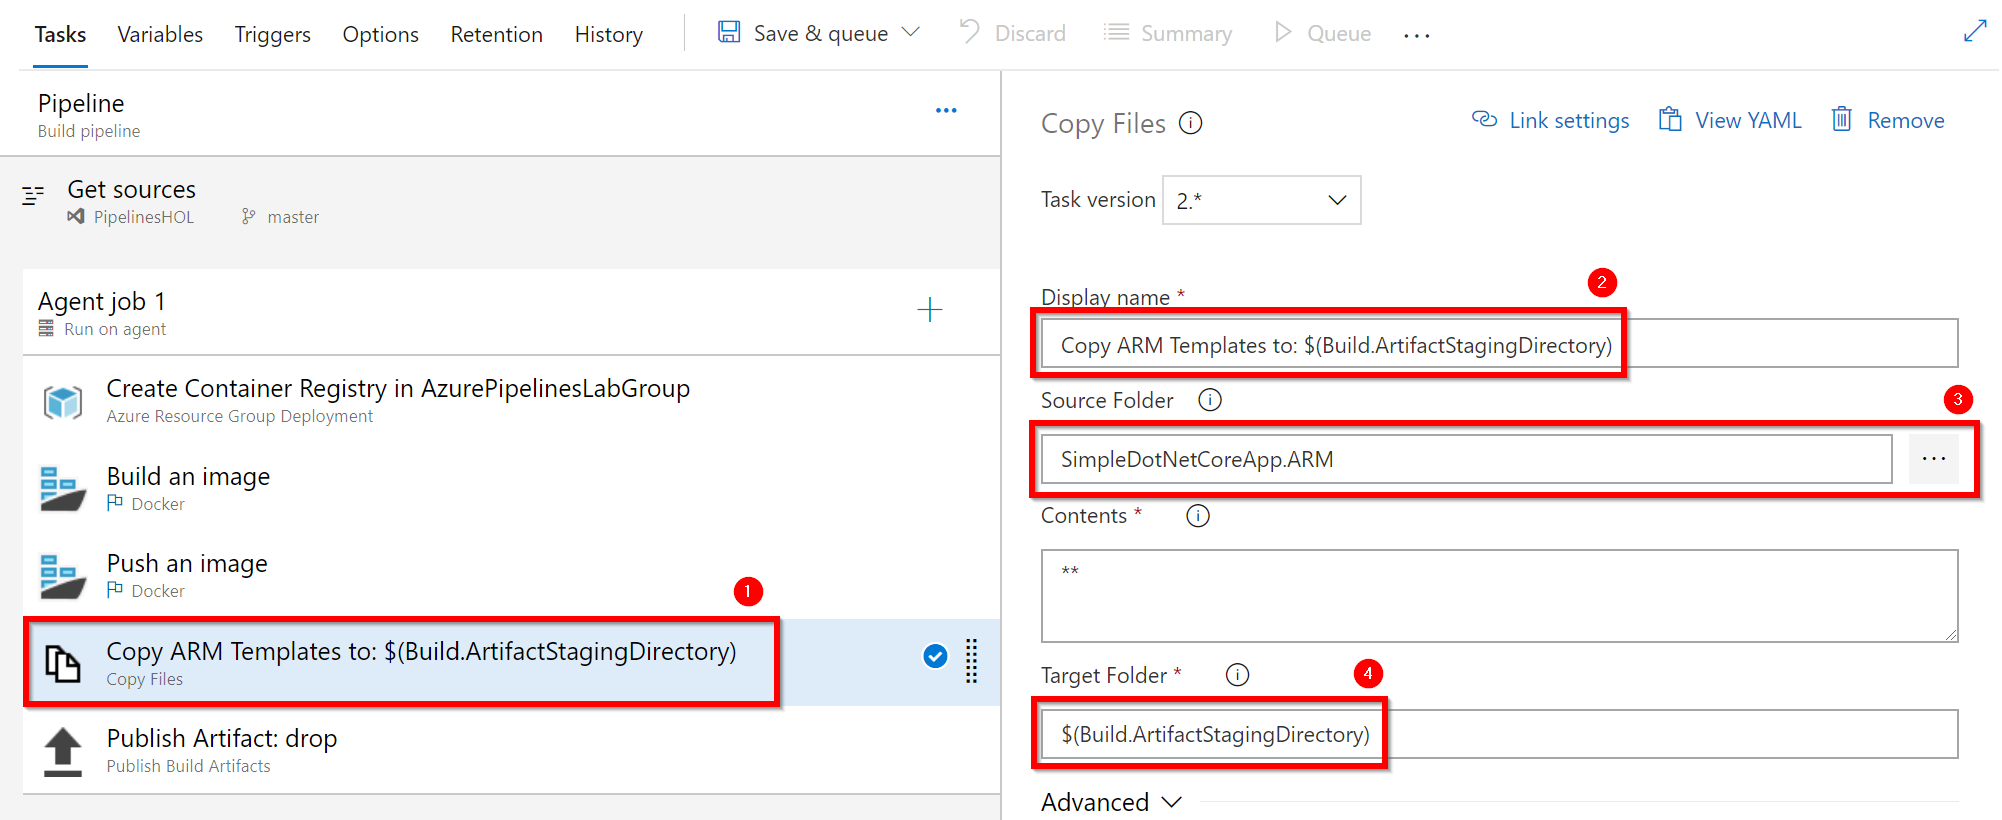 Tasks Variables Triggers Options Retention History Save & queue Discard Summary Queue ...
Pipeline
Build pipeline
...
Get sources
PipelinesHOL master
Agent job 1
Run on agent
Create Container Registry in AzurePipelinesLabGroup
Azure Resource Group Deployment
Build an image
Docker
Push an image
Docker
1
Copy ARM Templates to: $(Build.ArtifactStagingDirectory)
Copy Files
Publish Artifact: drop
Publish Build Artifacts
Copy Files Link settings View YAML Remove
Task version 2.*
2
Display name *
Copy ARM Templates to: $(Build.ArtifactStagingDirectory)
Source Folder
3
SimpleDotNetCoreApp.ARM ...
Contents *
**
Target Folder *
4
$(Build.ArtifactStagingDirectory)
Advanced